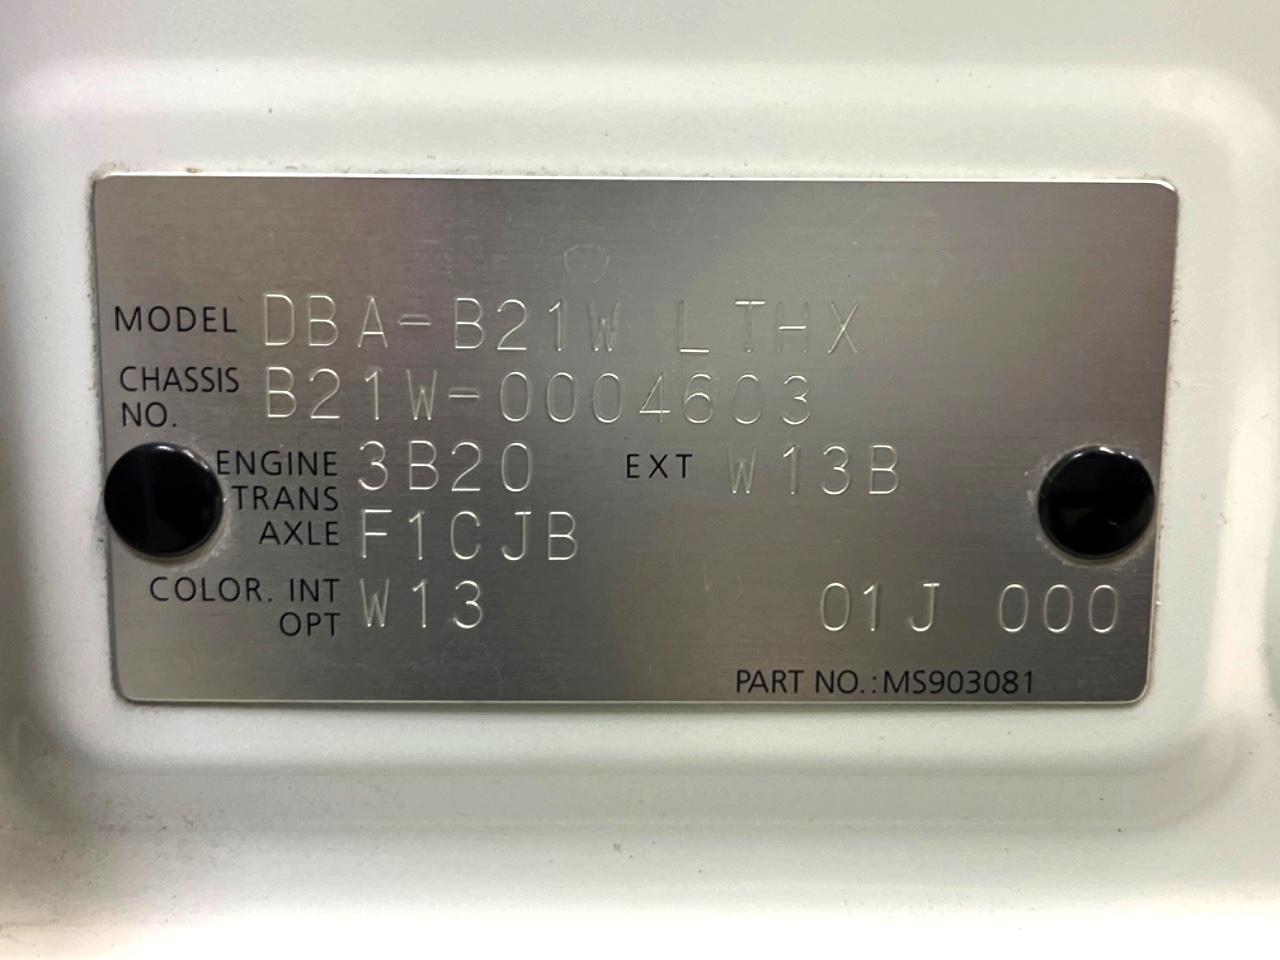 MODEL DBA-B21W LTHX
CHASSIS NO. B21W-0004603
ENGINE 3B20 EXT W13B
TRANS AXLE F1CJB
COLOR. INT W13 01J 000
OPT
PART NO.:MS903081